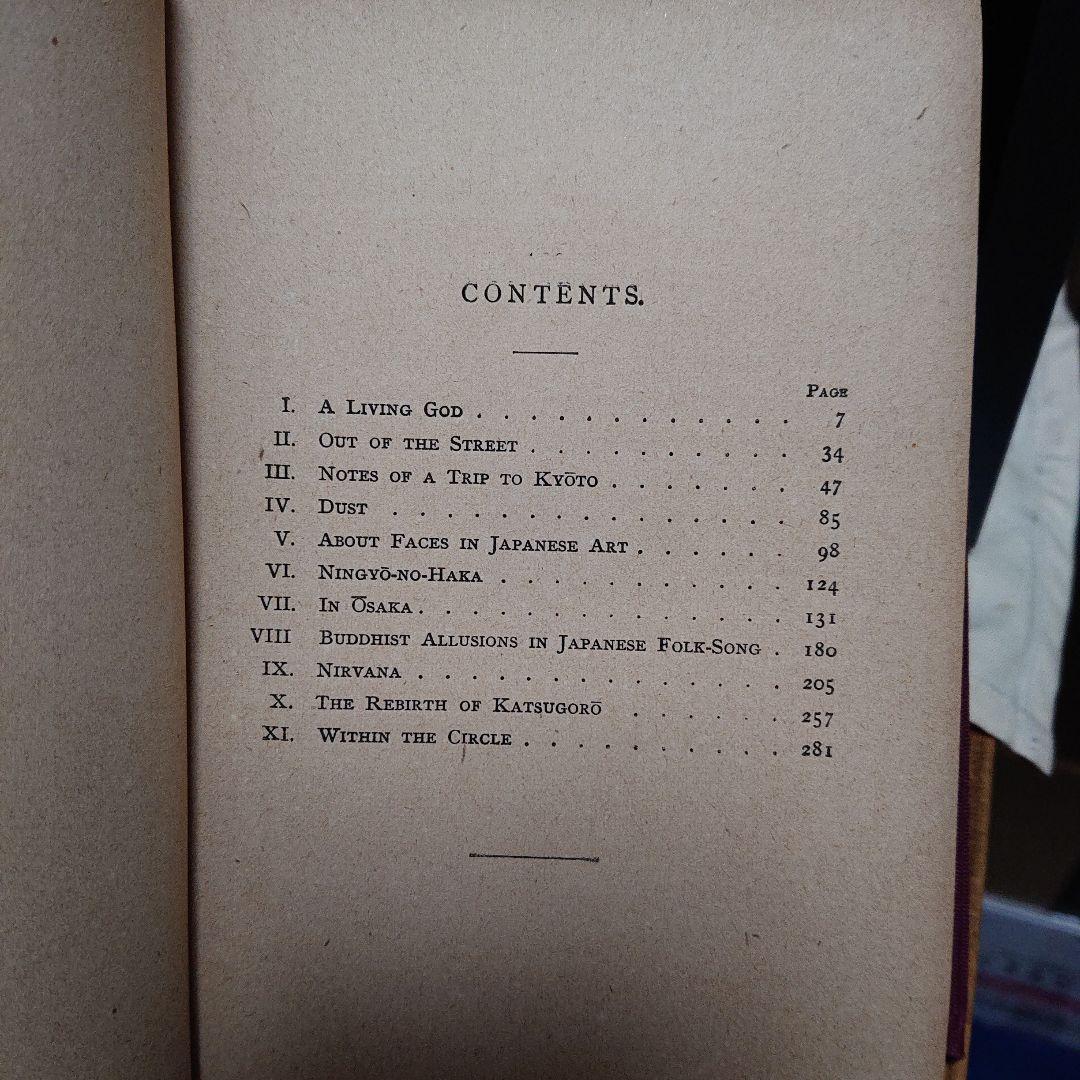 CONTENTS.
PAGE
I. A LIVING GOD . . . . . . . . . . . . 7
II. OUT OF THE STREET . . . . . . . . . . 34
III. NOTES OF A TRIP TO KYŌTO . . . . . . . 47
IV. DUST . . . . . . . . . . . . . . . 85
V. ABOUT FACES IN JAPANESE ART . . . . . . 98
VI. NINGYŌ-NO-HAKA . . . . . . . . . . . 124
VII. IN ŌSAKA . . . . . . . . . . . . . . 131
VIII BUDDHIST ALLUSIONS IN JAPANESE FOLK-SONG . 180
IX. NIRVANA . . . . . . . . . . . . . . 205
X. THE REBIRTH OF KATSUGORŌ . . . . . . 257
XI. WITHIN THE CIRCLE . . . . . . . . . . 281